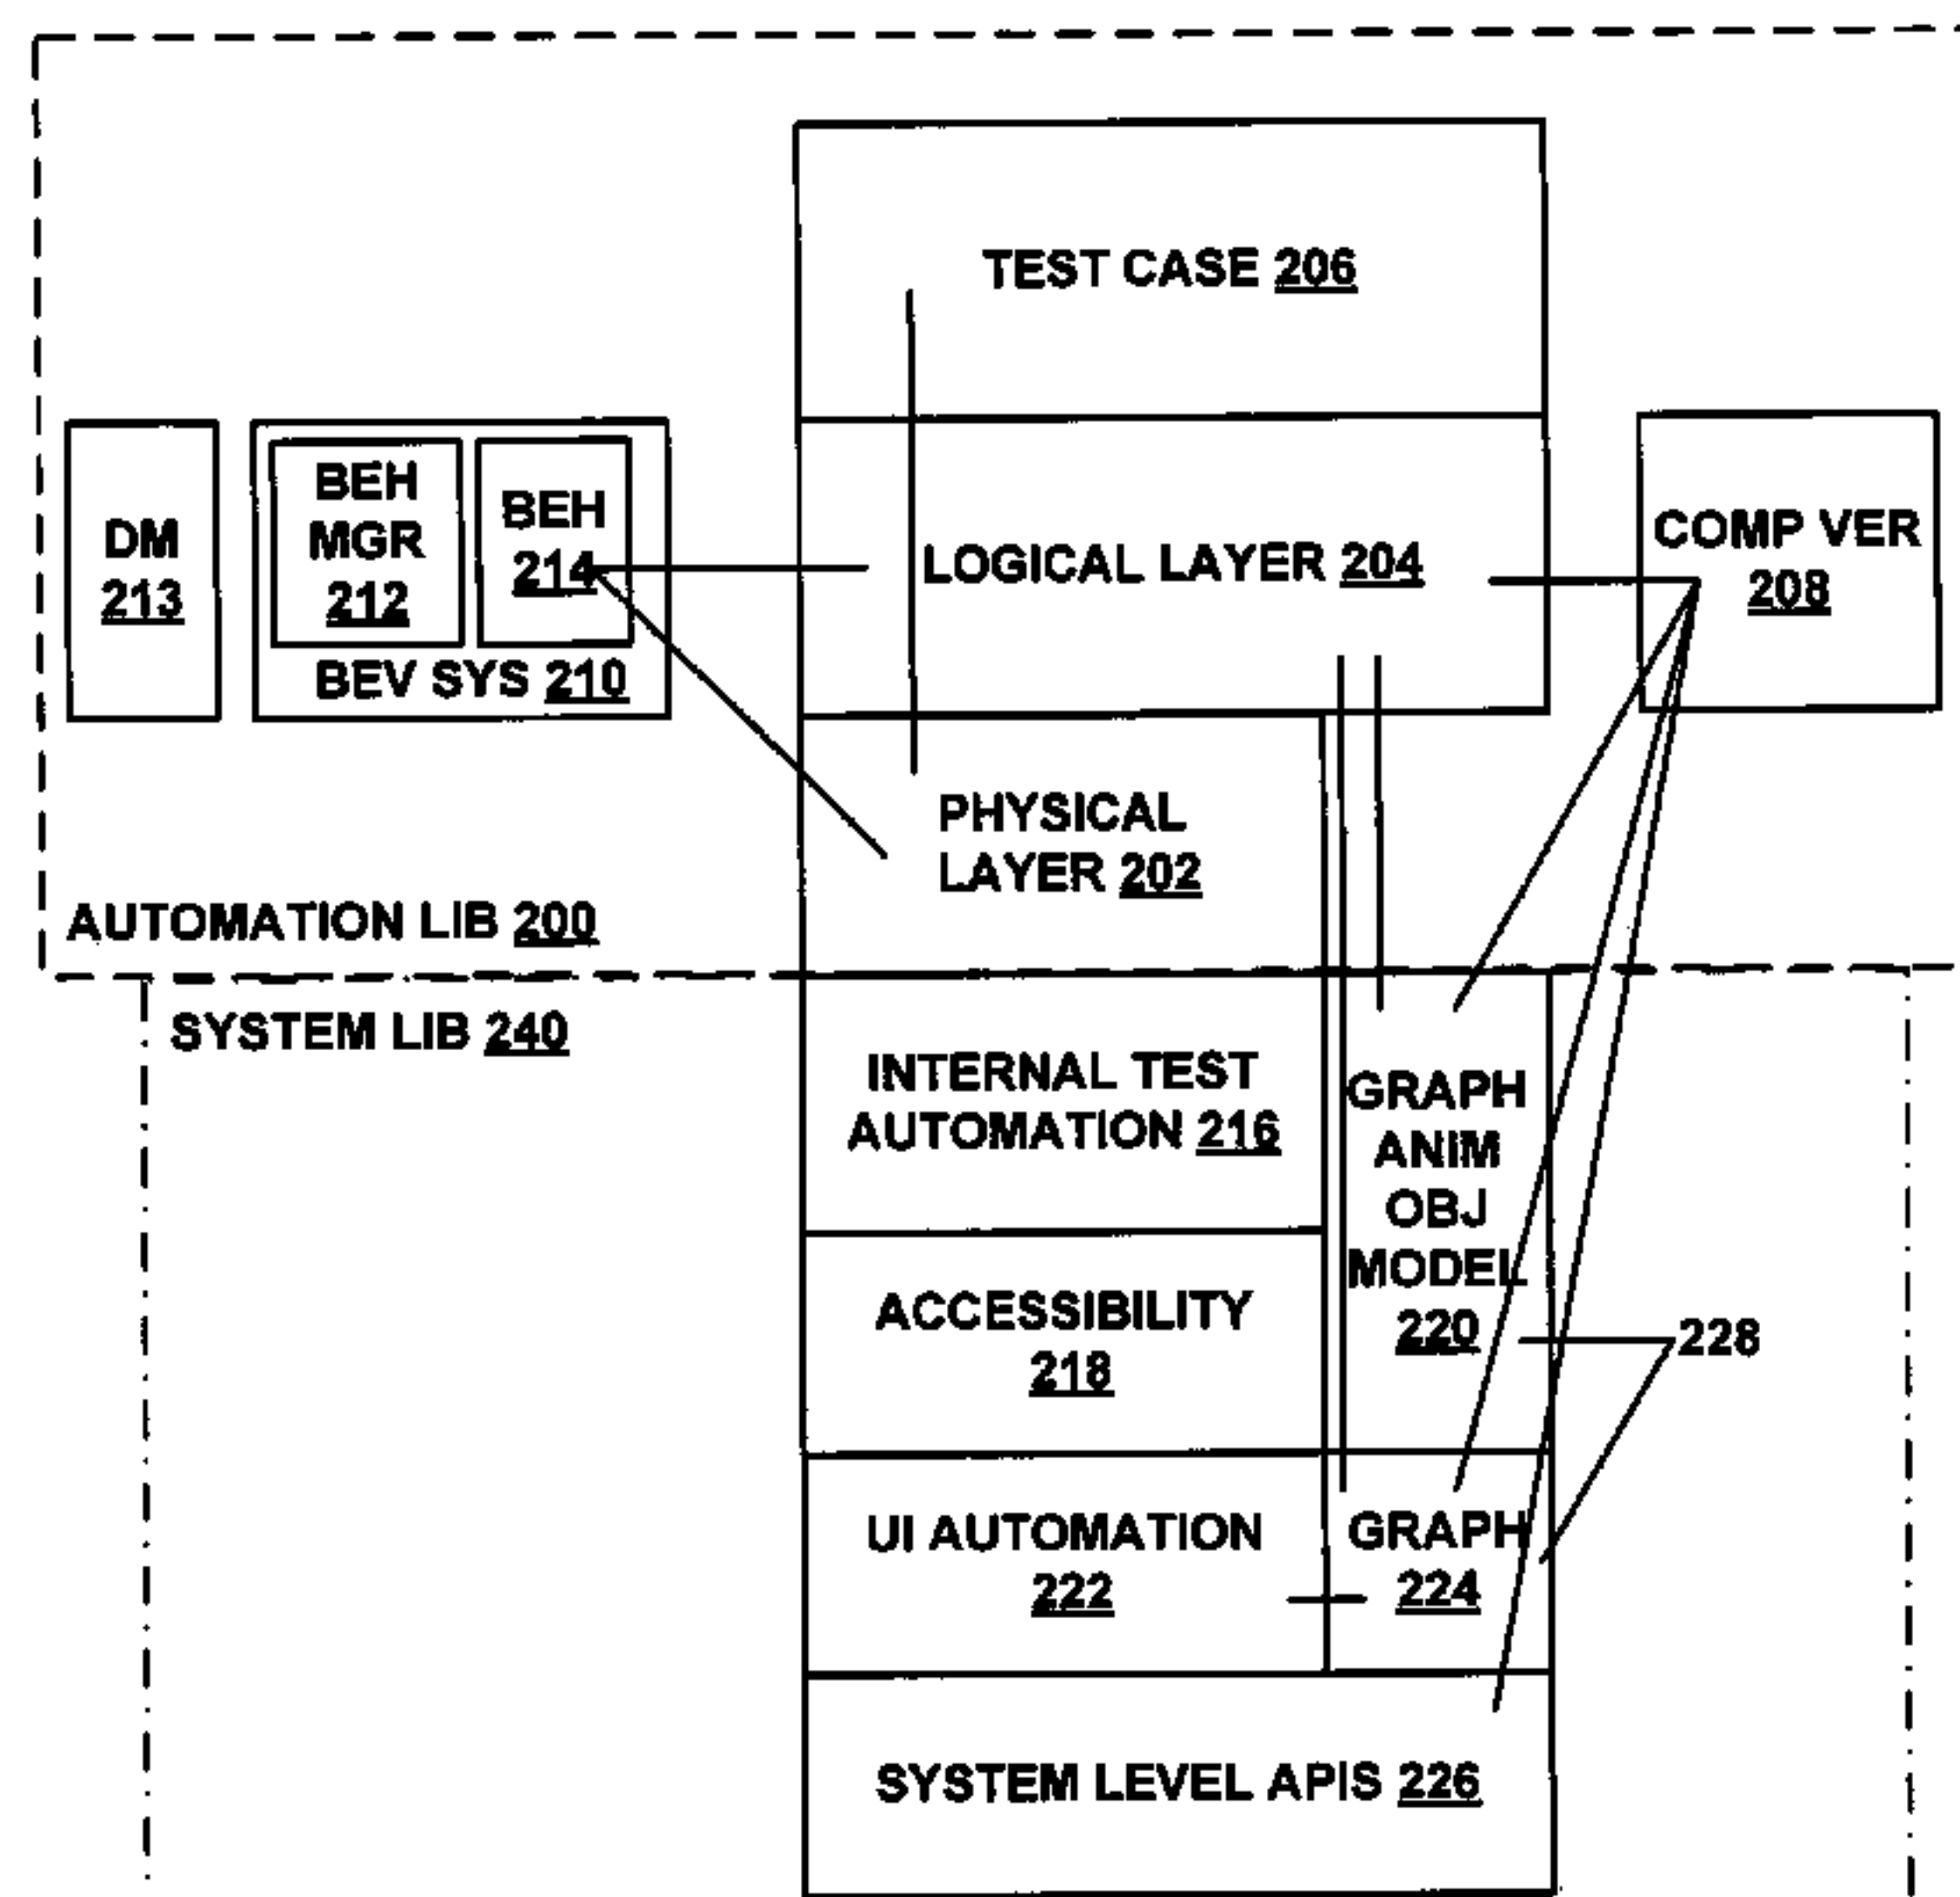 TEST CASE 206
DM
213
BEH
MGR
212
BEH
214
BEV SYS 210
LOGICAL LAYER 204
COMP VER
208
PHYSICAL
LAYER 202
AUTOMATION LIB 200
SYSTEM LIB 240
INTERNAL TEST
AUTOMATION 216
GRAPH
ANIM
OBJ
MODEL
220
ACCESSIBILITY
218
228
UI AUTOMATION
222
GRAPH
224
SYSTEM LEVEL APIS 226